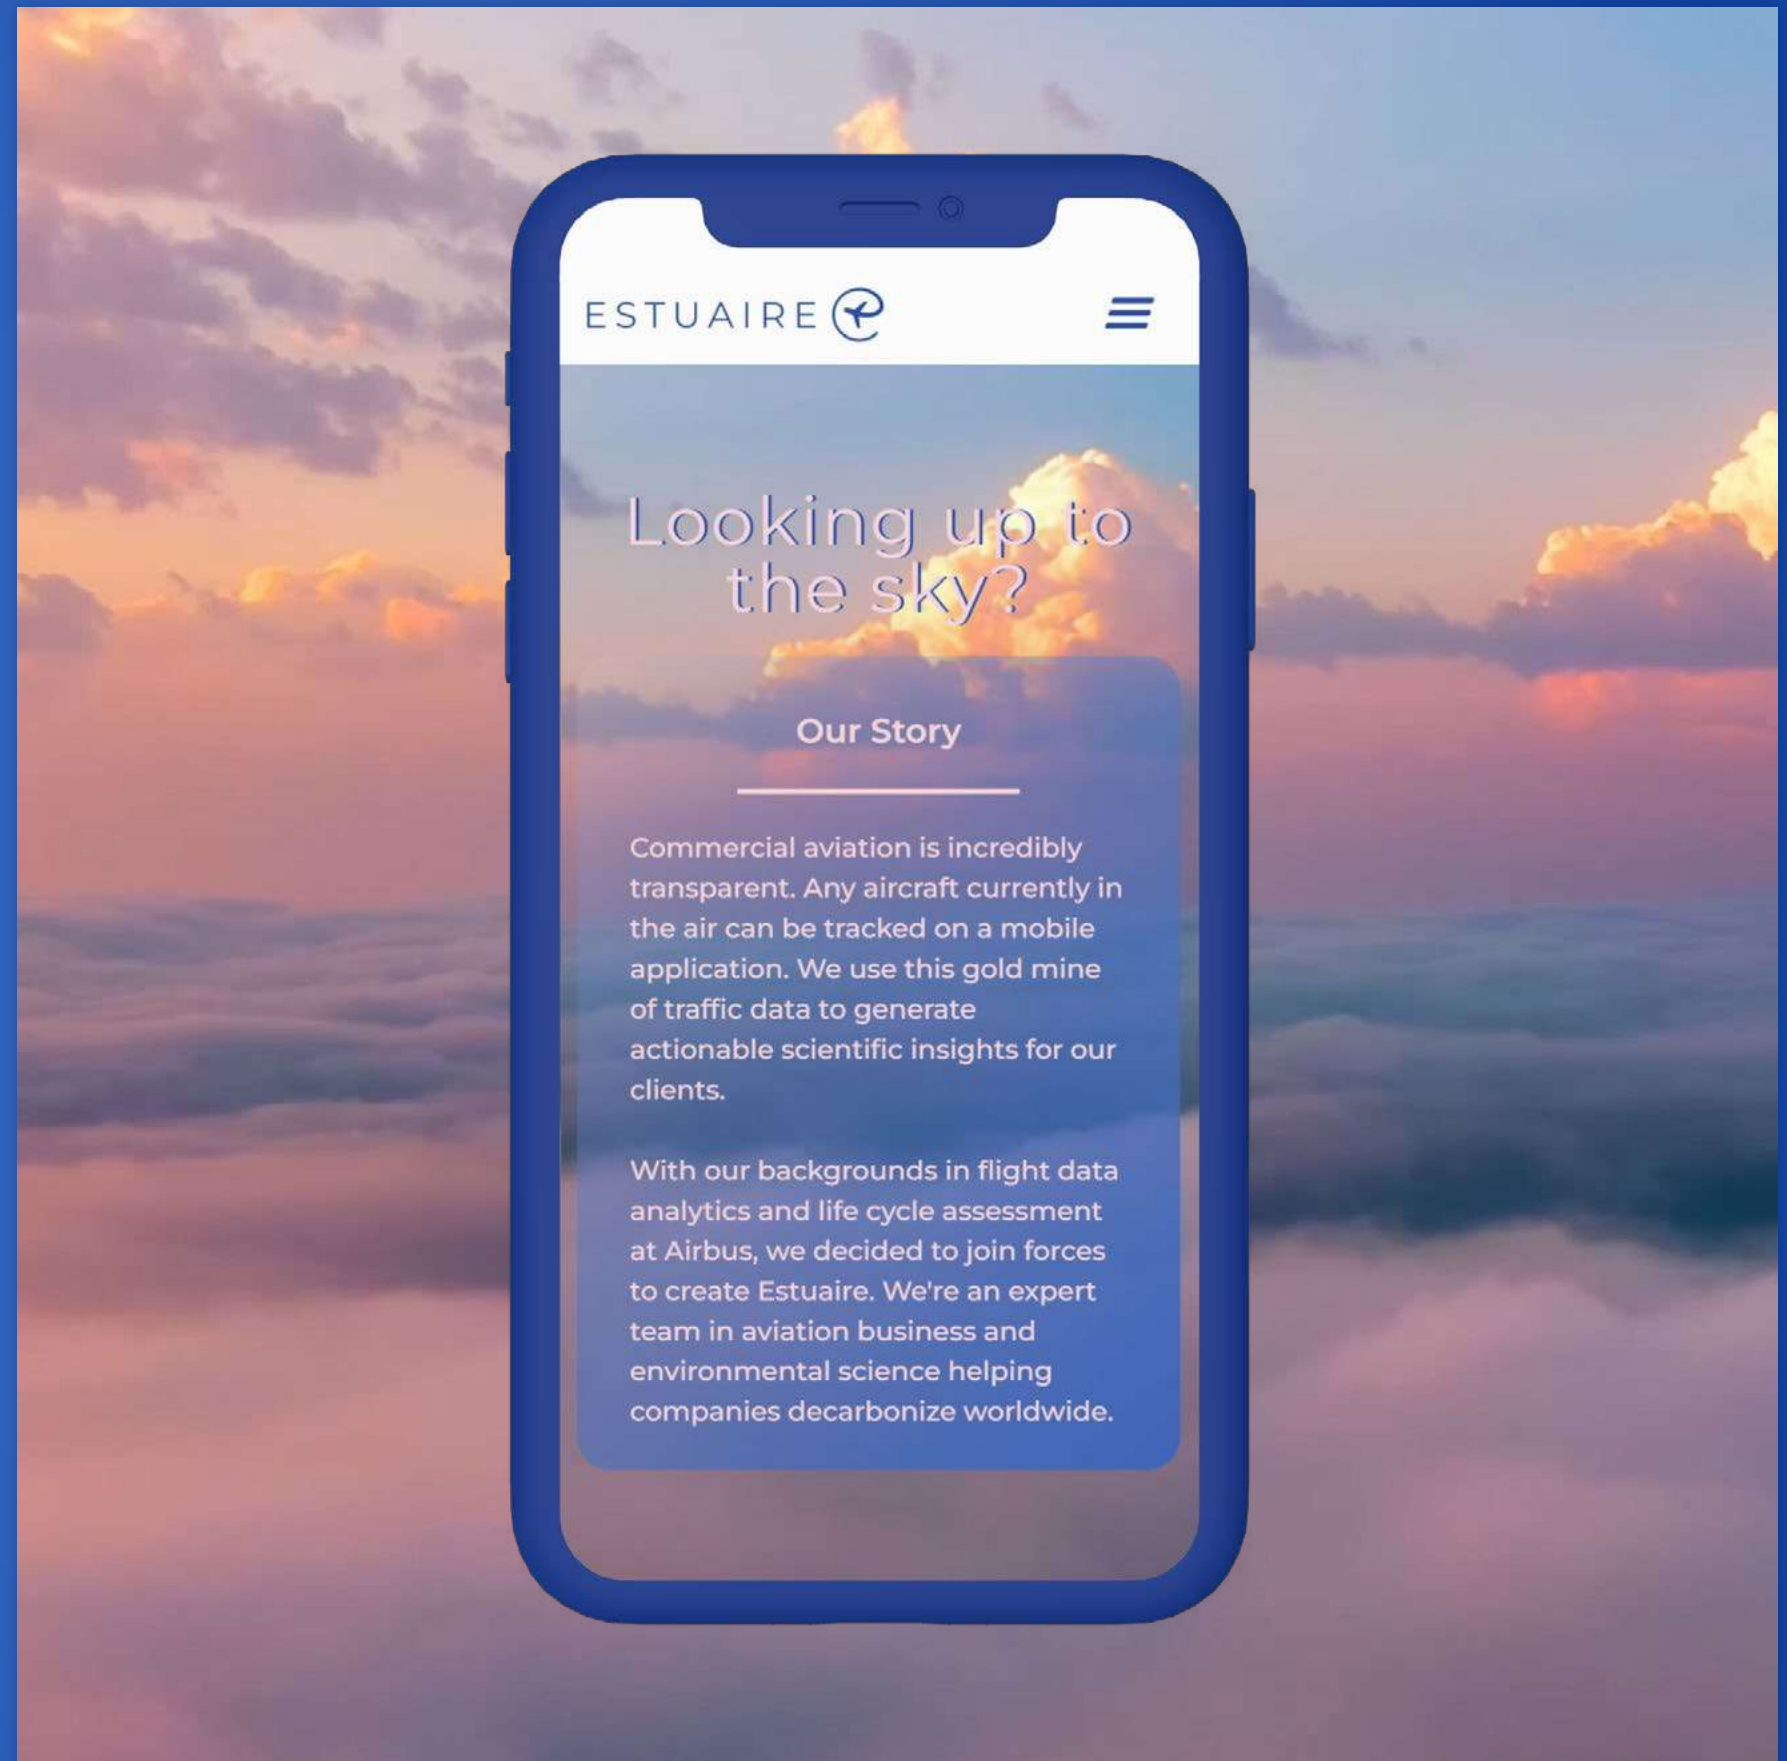 ESTUAIRE
Looking up to
the sky?
Our Story
Commercial aviation is incredibly
transparent. Any aircraft currently in
the air can be tracked on a mobile
application. We use this gold mine
of traffic data to generate
actionable scientific insights for our
clients.
With our backgrounds in flight data
analytics and life cycle assessment
at Airbus, we decided to join forces
to create Estuaire. We're an expert
team in aviation business and
environmental science helping
companies decarbonize worldwide.